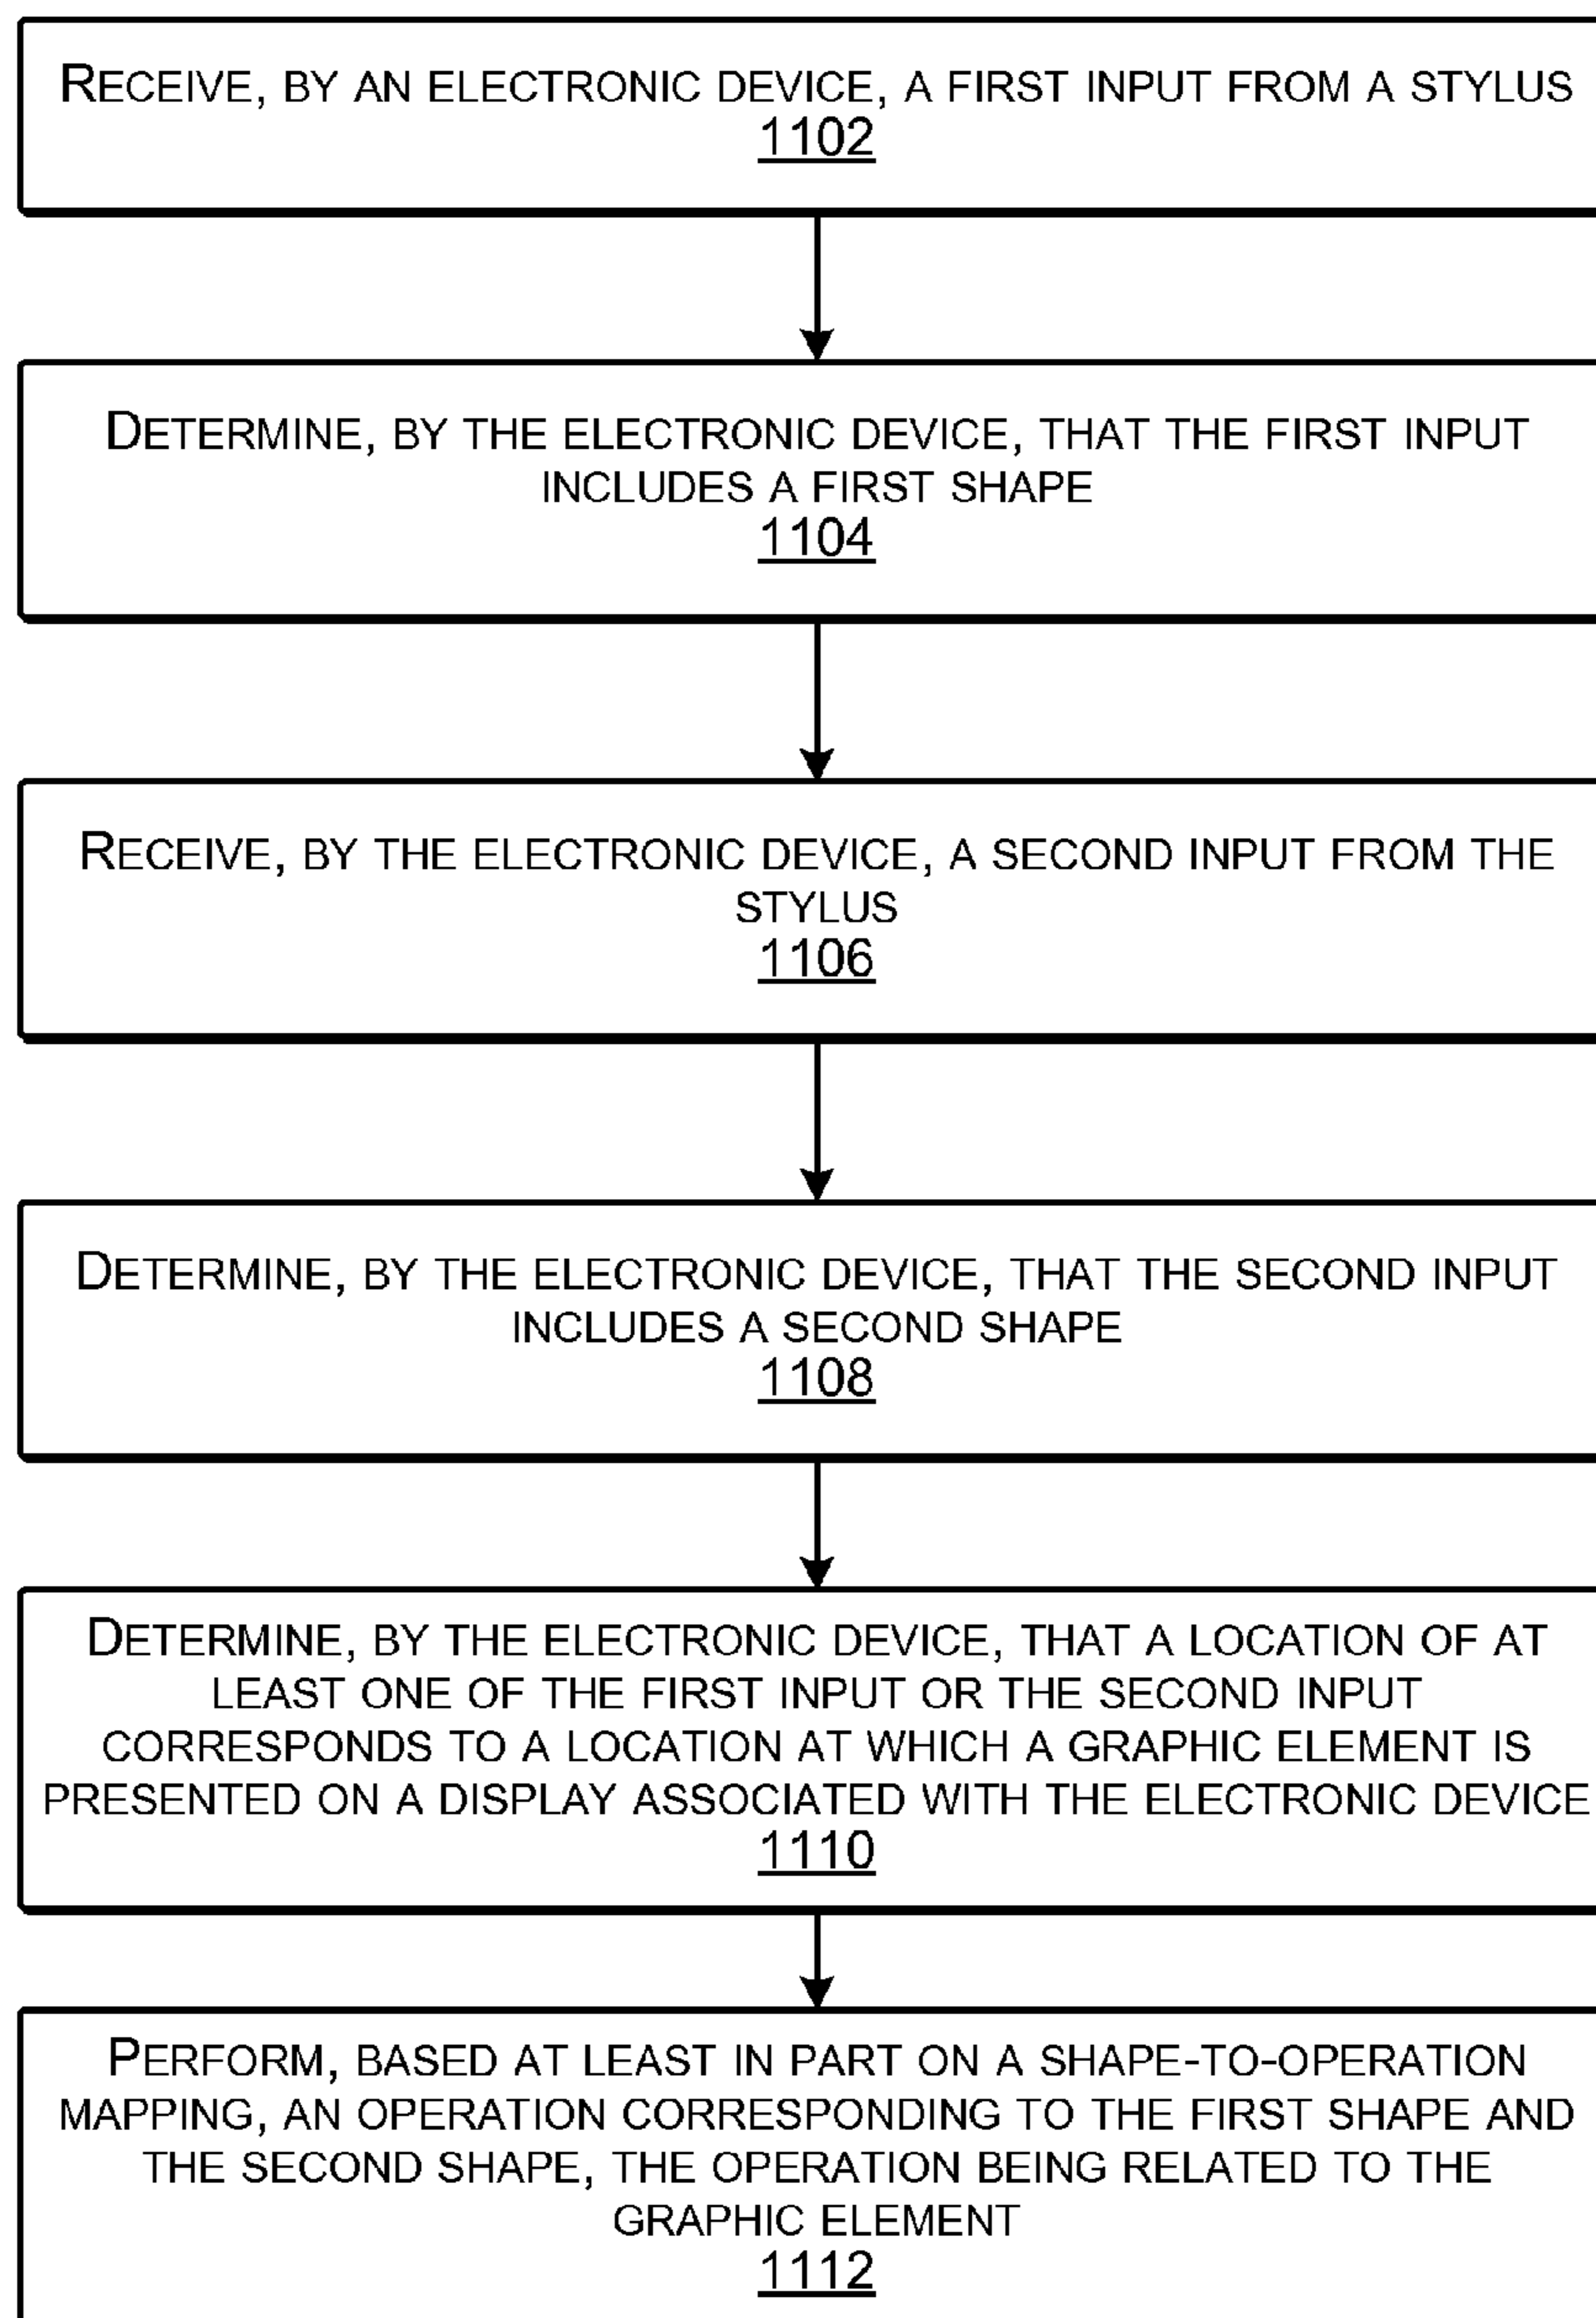 RECEIVE, BY AN ELECTRONIC DEVICE, A FIRST INPUT FROM A STYLUS
1102
DETERMINE, BY THE ELECTRONIC DEVICE, THAT THE FIRST INPUT
INCLUDES A FIRST SHAPE
1104
RECEIVE, BY THE ELECTRONIC DEVICE, A SECOND INPUT FROM THE
STYLUS
1106
DETERMINE, BY THE ELECTRONIC DEVICE, THAT THE SECOND INPUT
INCLUDES A SECOND SHAPE
1108
DETERMINE, BY THE ELECTRONIC DEVICE, THAT A LOCATION OF AT
LEAST ONE OF THE FIRST INPUT OR THE SECOND INPUT
CORRESPONDS TO A LOCATION AT WHICH A GRAPHIC ELEMENT IS
PRESENTED ON A DISPLAY ASSOCIATED WITH THE ELECTRONIC DEVICE
1110
PERFORM, BASED AT LEAST IN PART ON A SHAPE-TO-OPERATION
MAPPING, AN OPERATION CORRESPONDING TO THE FIRST SHAPE AND
THE SECOND SHAPE, THE OPERATION BEING RELATED TO THE
GRAPHIC ELEMENT
1112